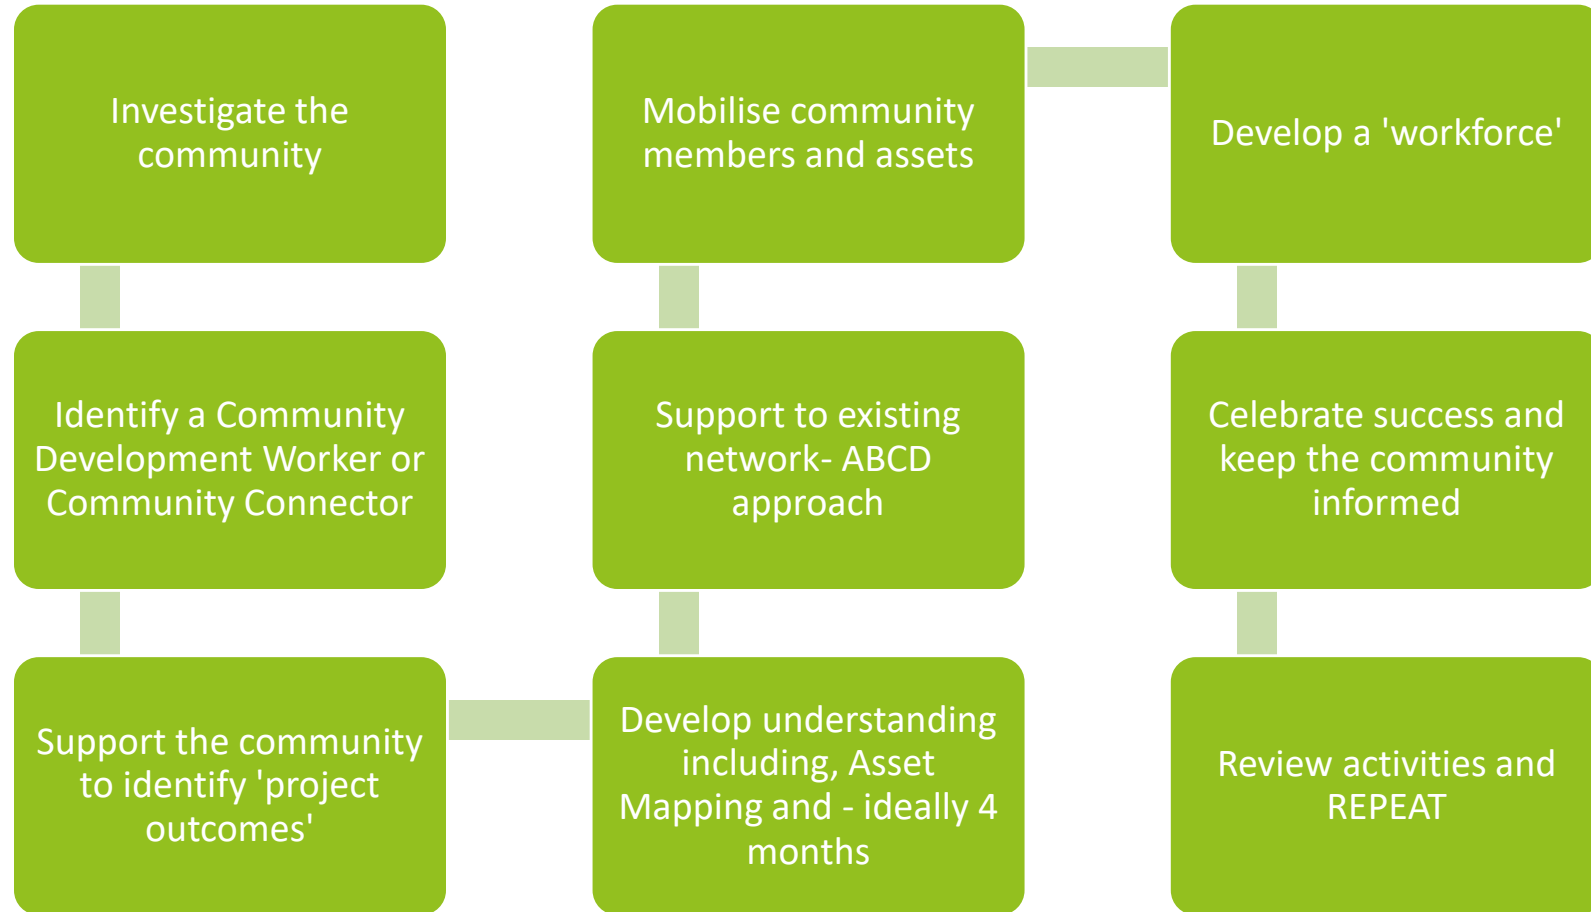 Investigate the
community
Identify a Community
Development Worker or
Community Connector
Support the community
to identify 'project
outcomes'
Develop understanding
including, Asset
Mapping and - ideally 4
months
Support to existing
network- ABCD
approach
Mobilise community
members and assets
Develop a 'workforce'
Celebrate success and
keep the community
informed
Review activities and
REPEAT